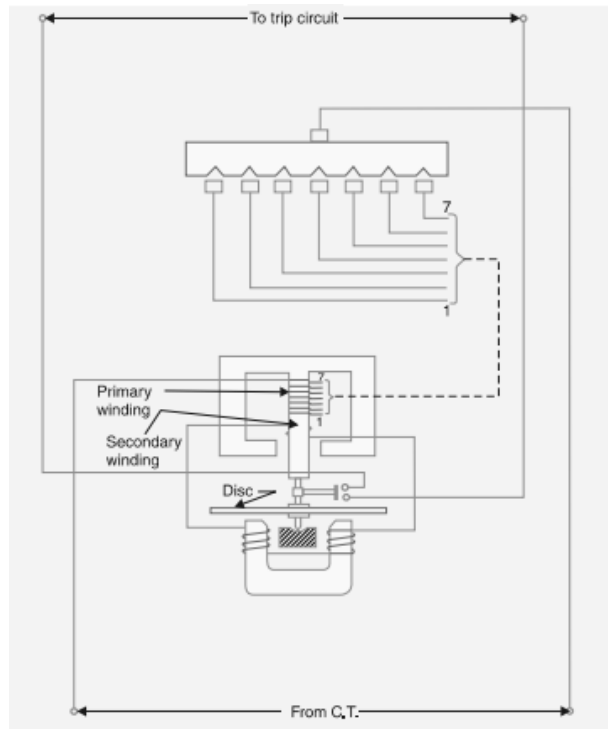 To trip circuit
7
1
7
Primary
winding
1
Secondary
winding
Disc
From C.T.